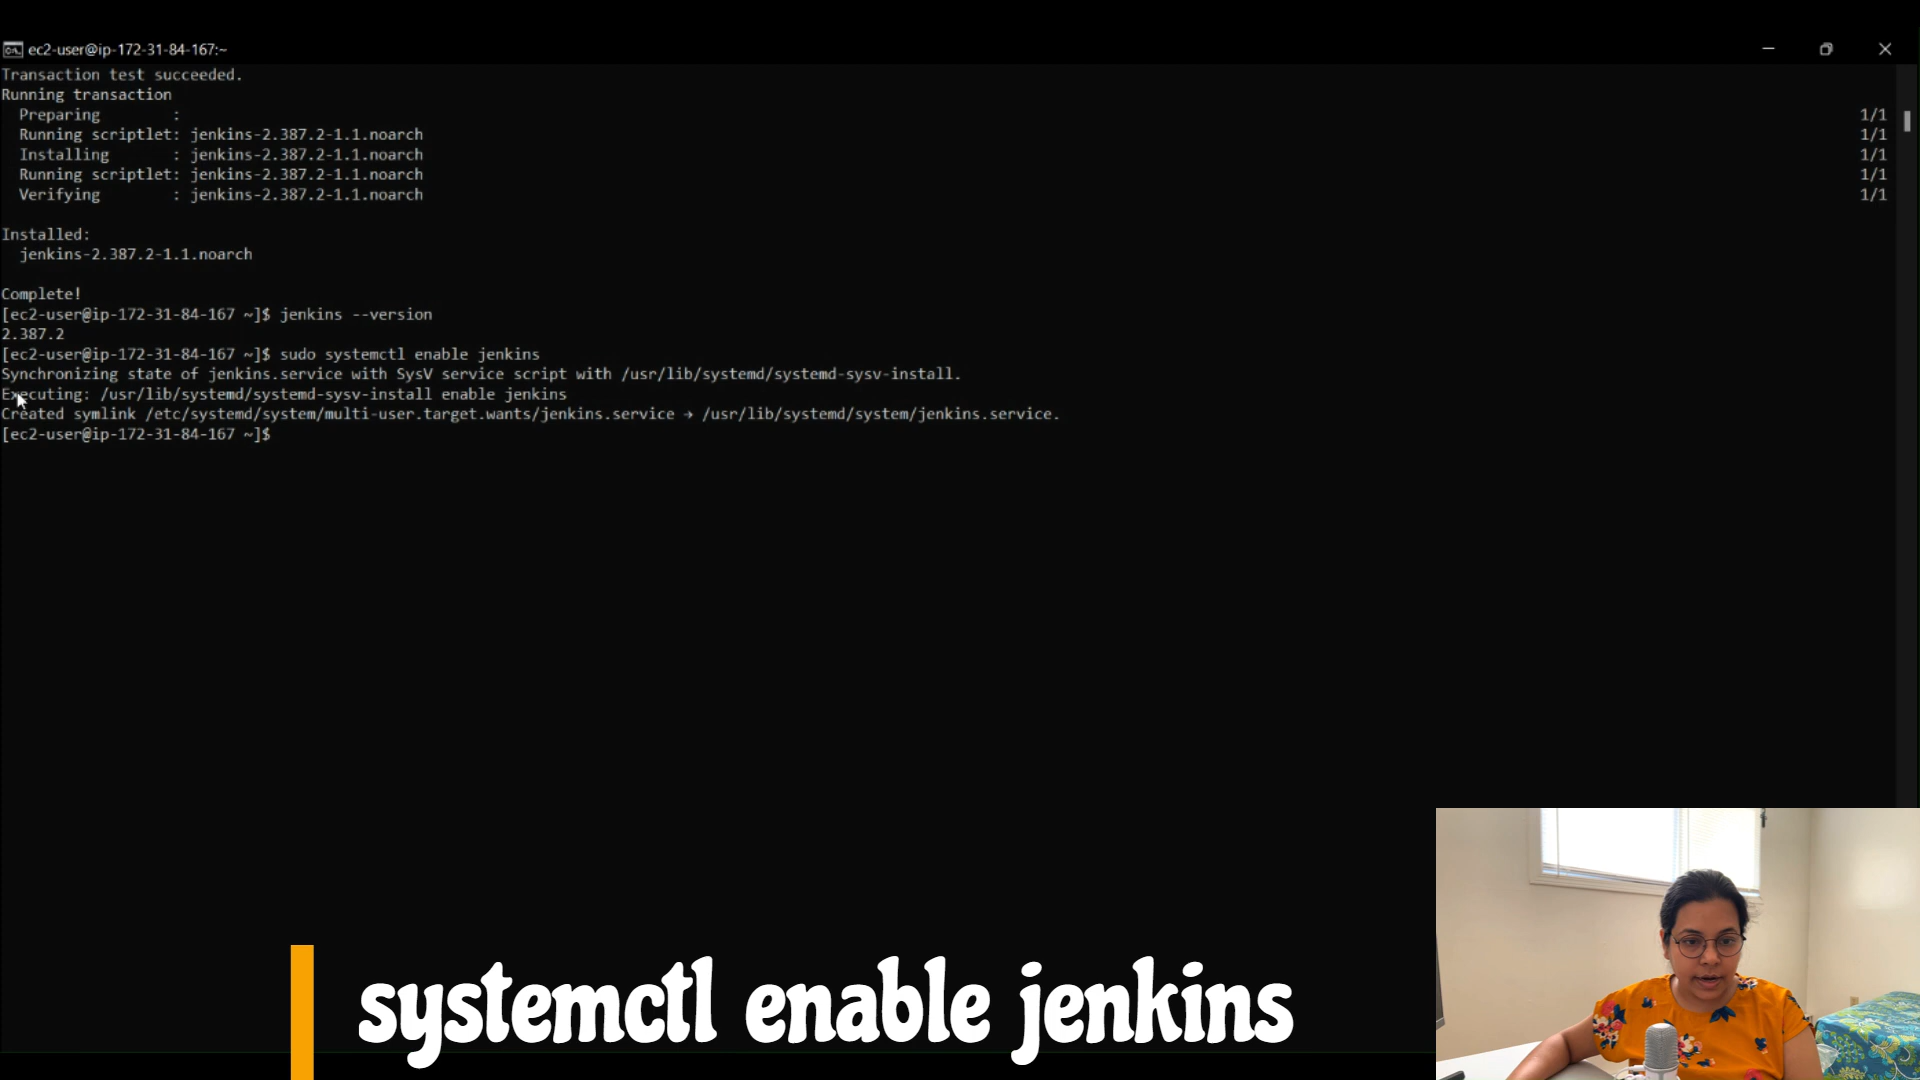 ec2-user@ip-172-31-84-167:~
Transaction test succeeded.
Running transaction
Preparing : 1/1
Running scriptlet: jenkins-2.387.2-1.1.noarch 1/1
Installing : jenkins-2.387.2-1.1.noarch 1/1
Running scriptlet: jenkins-2.387.2-1.1.noarch 1/1
Verifying : jenkins-2.387.2-1.1.noarch 1/1
Installed:
jenkins-2.387.2-1.1.noarch
Complete!
[ec2-user@ip-172-31-84-167 ~]$ jenkins --version
2.387.2
[ec2-user@ip-172-31-84-167 ~]$ sudo systemctl enable jenkins
Synchronizing state of jenkins.service with SysV service script with /usr/lib/systemd/systemd-sysv-install.
Executing: /usr/lib/systemd/systemd-sysv-install enable jenkins
Created symlink /etc/systemd/system/multi-user.target.wants/jenkins.service → /usr/lib/systemd/system/jenkins.service.
[ec2-user@ip-172-31-84-167 ~]$
systemctl enable jenkins